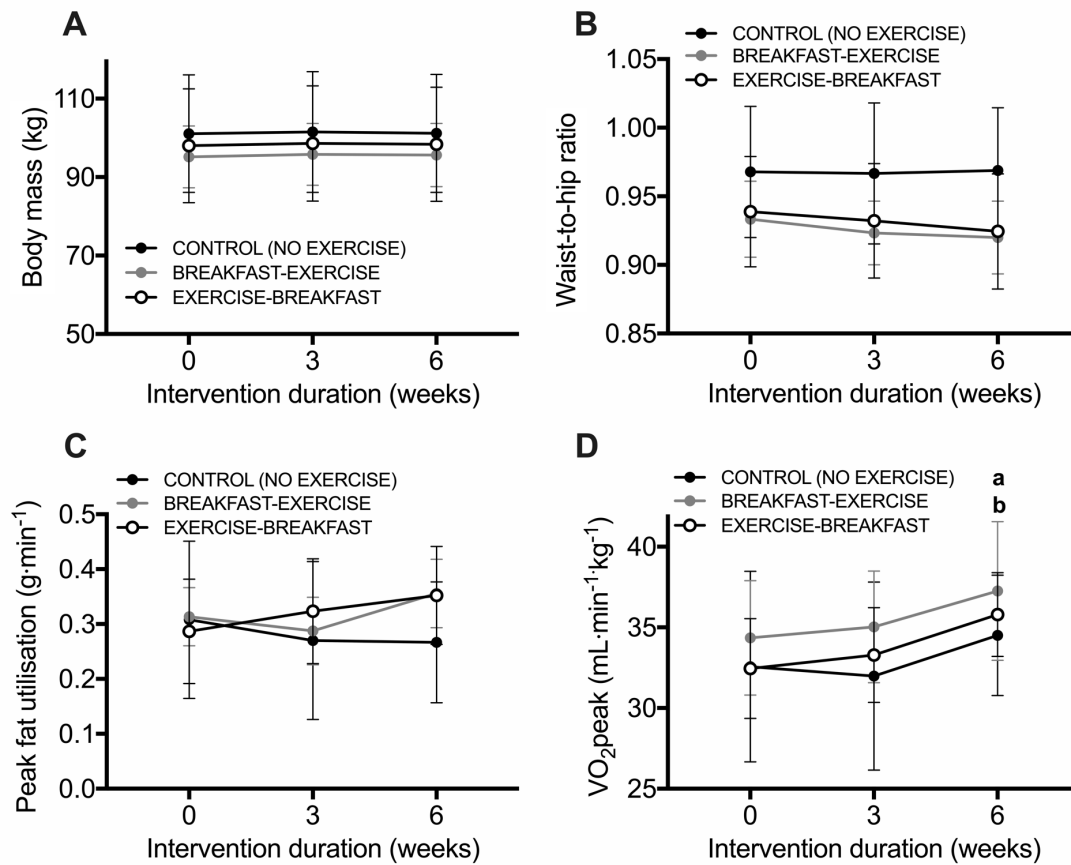 A
110
90
70
50
Body mass (kg)
CONTROL (NO EXERCISE)
BREAKFAST-EXERCISE
EXERCISE-BREAKFAST
0 3 6
Intervention duration (weeks)
B
CONTROL (NO EXERCISE)
BREAKFAST-EXERCISE
EXERCISE-BREAKFAST
1.05
1.00
0.95
0.90
0.85
Waist-to-hip ratio
0 3 6
Intervention duration (weeks)
C
CONTROL (NO EXERCISE)
BREAKFAST-EXERCISE
EXERCISE-BREAKFAST
0.5
0.4
0.3
0.2
0.1
0.0
Peak fat utilisation (g·min⁻¹)
0 3 6
Intervention duration (weeks)
D
CONTROL (NO EXERCISE)
BREAKFAST-EXERCISE
EXERCISE-BREAKFAST
a
b
40
35
30
25
VO₂peak (mL·min⁻¹·kg⁻¹)
0 3 6
Intervention duration (weeks)